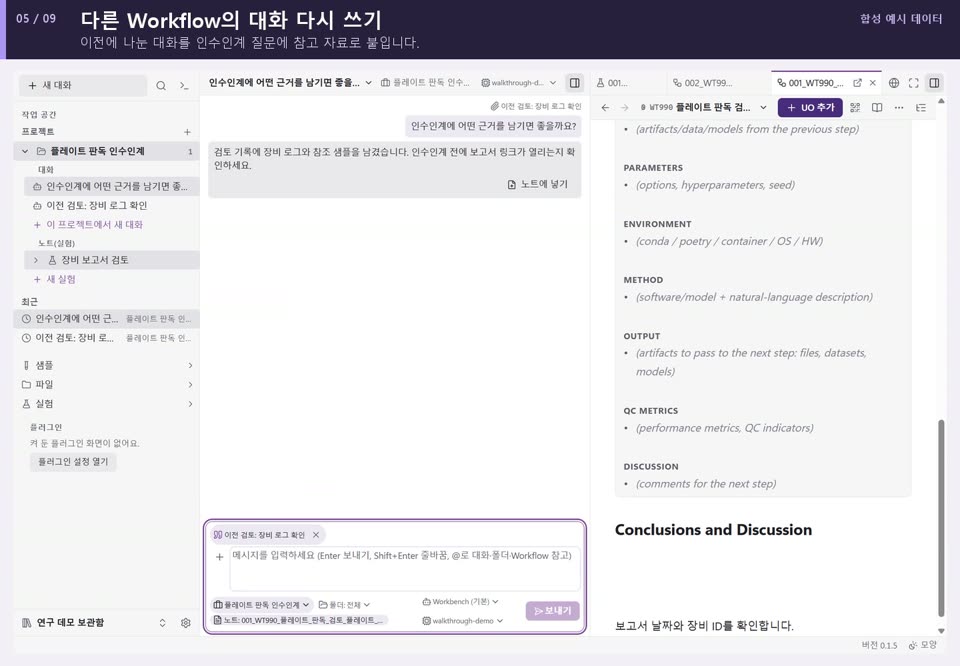 05 / 09
다른 Workflow의 대화 다시 쓰기
이전에 나눈 대화를 인수인계 질문에 참고 자료로 붙입니다.
합성 예시 데이터
+ 새 대화
작업 공간
프로젝트
플레이트 판독 인수인계 1
대화
인수인계에 어떤 근거를 남기면 좋...
이전 검토: 장비 로그 확인
+ 이 프로젝트에서 새 대화
노트(실험)
장비 보고서 검토
+ 새 실험
최근
인수인계에 어떤 근... 플레이트 판독 인...
이전 검토: 장비 로... 플레이트 판독 인...
샘플
파일
실험
플러그인
켜 둔 플러그인 화면이 없어요.
플러그인 설정 열기
연구 데모 보관함
인수인계에 어떤 근거를 남기면 좋을... 플레이트 판독 인수... walkthrough-d...
이전 검토: 장비 로그 확인
인수인계에 어떤 근거를 남기면 좋을까요?
검토 기록에 장비 로그와 참조 샘플을 남겼습니다. 인수인계 전에 보고서 링크가 열리는지 확
인하세요.
노트에 넣기
이전 검토: 장비 로그 확인
메시지를 입력하세요 (Enter 보내기, Shift+Enter 줄바꿈, @로 대화·폴더·Workflow 참고)
플레이트 판독 인수인계 폴더: 전체 Workbench (기본) 보내기
노트: 001_WT990_플레이트_판독_검토_플레이트_... walkthrough-demo
001... 002_WT99... 001_WT990_...
WT990 플레이트 판독 검... + UO 추가
• (artifacts/data/models from the previous step)
PARAMETERS
• (options, hyperparameters, seed)
ENVIRONMENT
• (conda / poetry / container / OS / HW)
METHOD
• (software/model + natural-language description)
OUTPUT
• (artifacts to pass to the next step: files, datasets,
models)
QC METRICS
• (performance metrics, QC indicators)
DISCUSSION
• (comments for the next step)
Conclusions and Discussion
보고서 날짜와 장비 ID를 확인합니다.
버전 0.1.5 모양